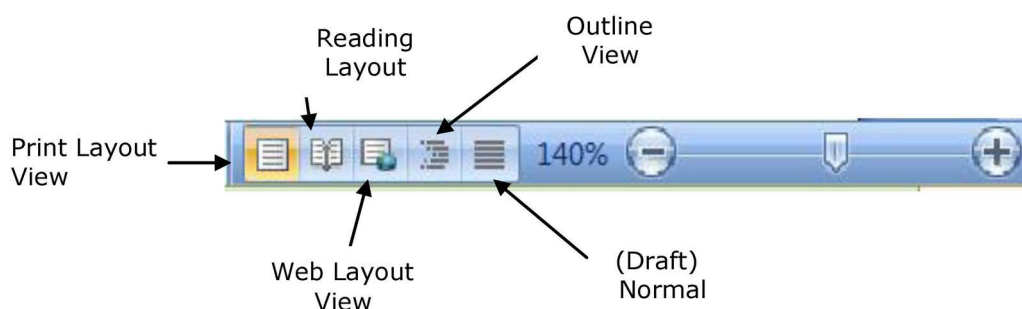 Reading
Layout
Outline
View
Print Layout
View
140%
Web Layout
View
(Draft)
Normal